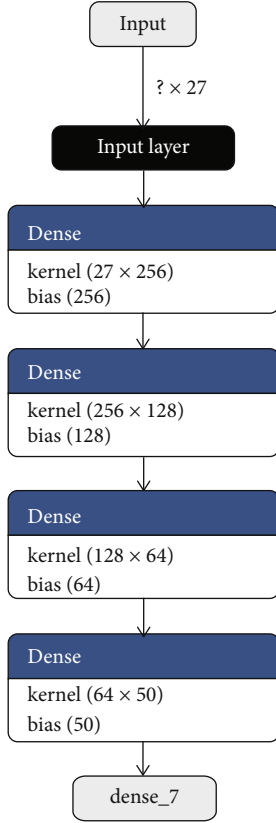 Input
? × 27
Input layer
Dense
kernel (27 × 256)
bias (256)
Dense
kernel (256 × 128)
bias (128)
Dense
kernel (128 × 64)
bias (64)
Dense
kernel (64 × 50)
bias (50)
dense_7